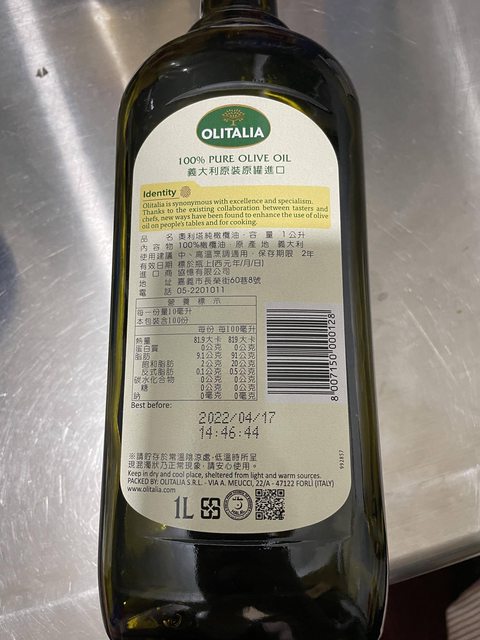 OLITALIA
100% PURE OLIVE OIL
義大利原裝原罐進口
Identity
Olitalia is synonymous with excellence and specialism.
Thanks to the existing collaboration between tasters and
chefs, new ways have been found to enhance the use of olive
oil on people's tables and for cooking.
品 名 奧利塔純橄欖油 · 容 量 1公升
內 容 物 100%橄欖油 · 原 產 地 義大利
使用建議 中、高溫烹調適用 · 保存期限 2年
有效日期 標於瓶上(西元年/月/日)
進 口 商 協憶有限公司
地 址 嘉義市長榮街60巷8號
電 話 05-2201011
營 養 標 示
每一份量10毫升
本包裝含100份
每份 每100毫升
熱量 81.9大卡 819大卡
蛋白質 0公克 0公克
脂肪 9.1公克 91公克
飽和脂肪 2公克 20公克
反式脂肪 0.1公克 0.5公克
碳水化合物 0公克 0公克
糖 0公克 0公克
鈉 0毫克 0毫克
8 007150 000128
Best before:
2022/04/17
14:46:44
992857
※請貯存於常溫陰涼處,低溫時所呈
現混濁狀乃正常現象,請安心使用。
Keep in dry and cool place, sheltered from light and warm sources.
PACKED BY: OLITALIA S.R.L. - VIA A. MEUCCI, 22/A - 47122 FORLÌ (ITALY)
www.olitalia.com
1L